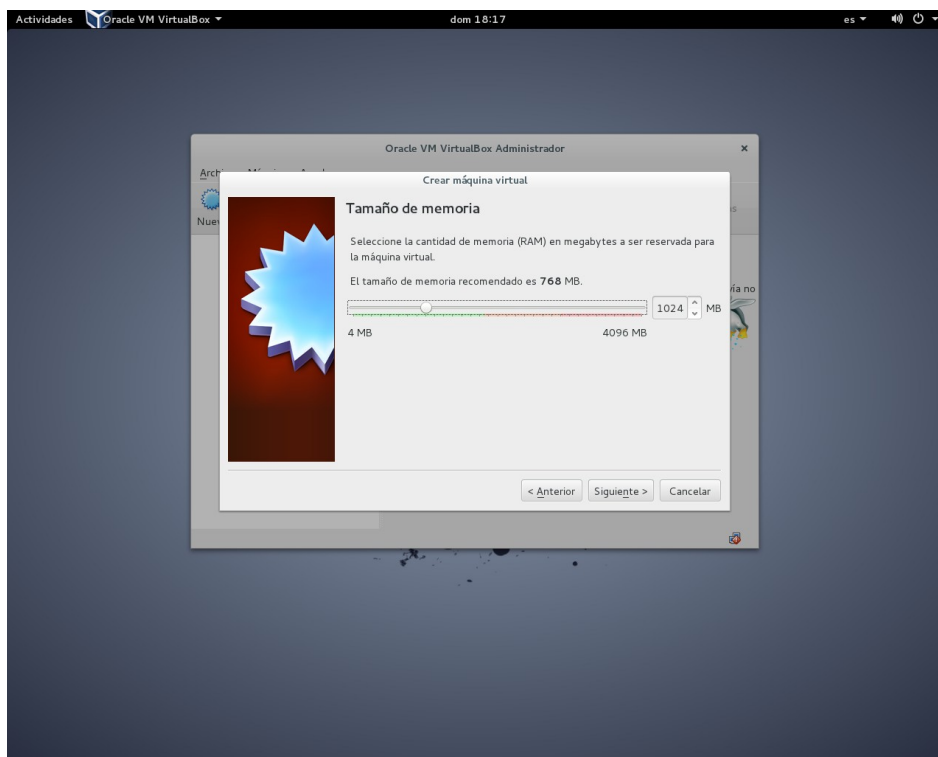 Actividades Oracle VM VirtualBox dom 18:17 es
Oracle VM VirtualBox Administrador
Crear máquina virtual
Tamaño de memoria
Seleccione la cantidad de memoria (RAM) en megabytes a ser reservada para
la máquina virtual.
El tamaño de memoria recomendado es 768 MB.
1024 MB
4 MB 4096 MB
< Anterior Siguiente > Cancelar